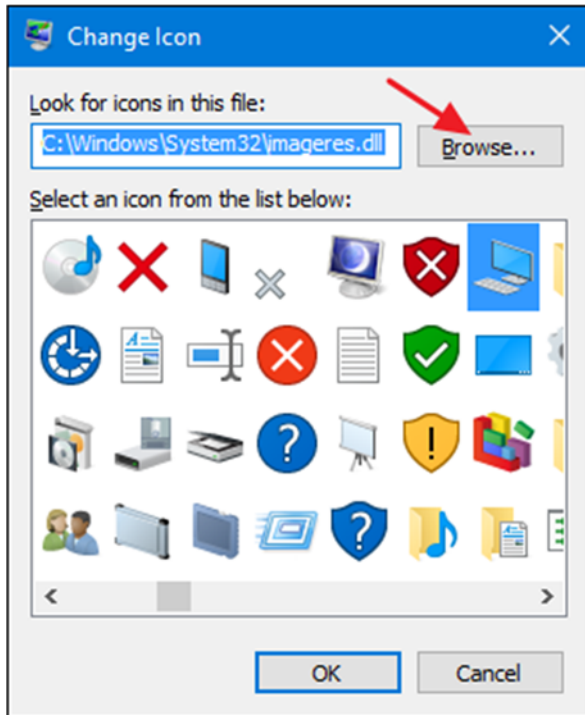 Change Icon
Look for icons in this file:
C:\Windows\System32\imageres.dll
Browse...
Select an icon from the list below:
OK
Cancel